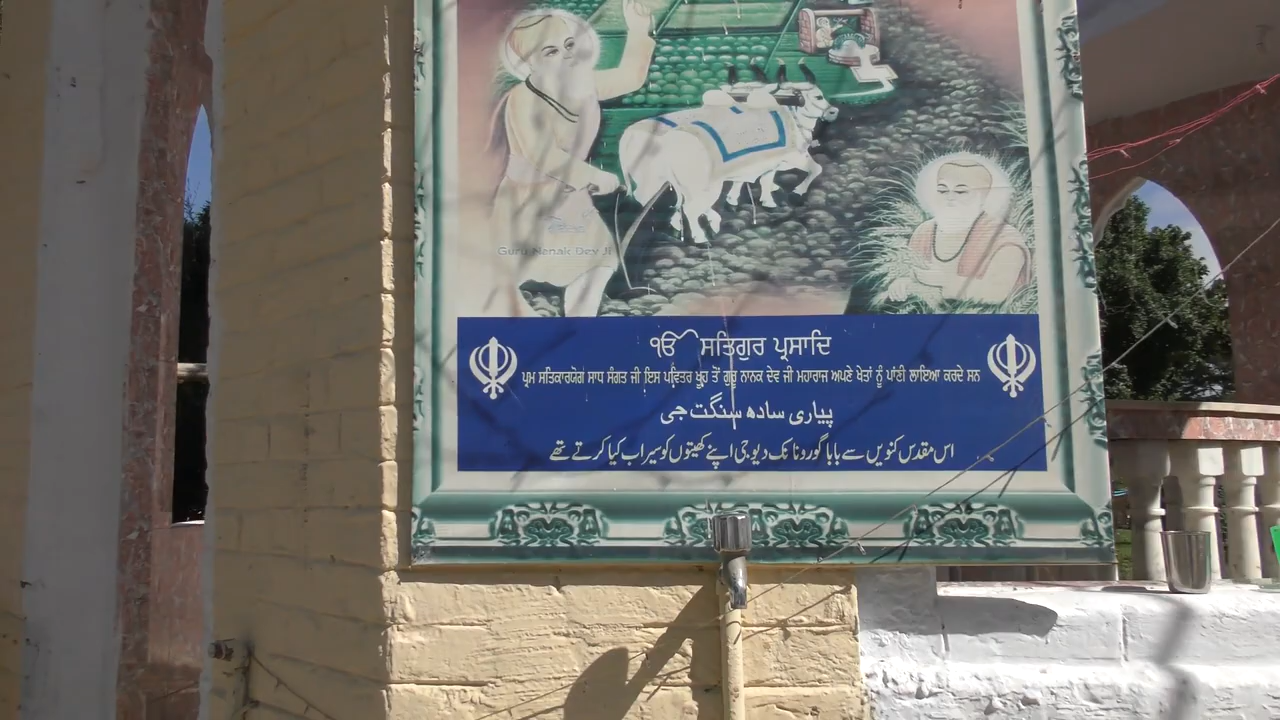 Guru Nanak Dev Ji
ੴ ਸਤਿਗੁਰ ਪ੍ਰਸਾਦਿ
ਪ੍ਰਮ ਸਤਿਕਾਰਯੋਗ ਸਾਧ ਸੰਗਤ ਜੀ ਇਸ ਪਵਿਤਰ ਖੂਹ ਤੋਂ ਗੁਰੂ ਨਾਨਕ ਦੇਵ ਜੀ ਮਹਾਰਾਜ ਅਪਣੇ ਖੇਤਾਂ ਨੂੰ ਪਾਂਣੀ ਲਾਇਆ ਕਰਦੇ ਸਨ
پیاری سادھ سنگت جی
اس مقدس کنویں سے بابا گورو نانک دیو جی اپنے کھیتوں کو سیراب کیا کرتے تھے